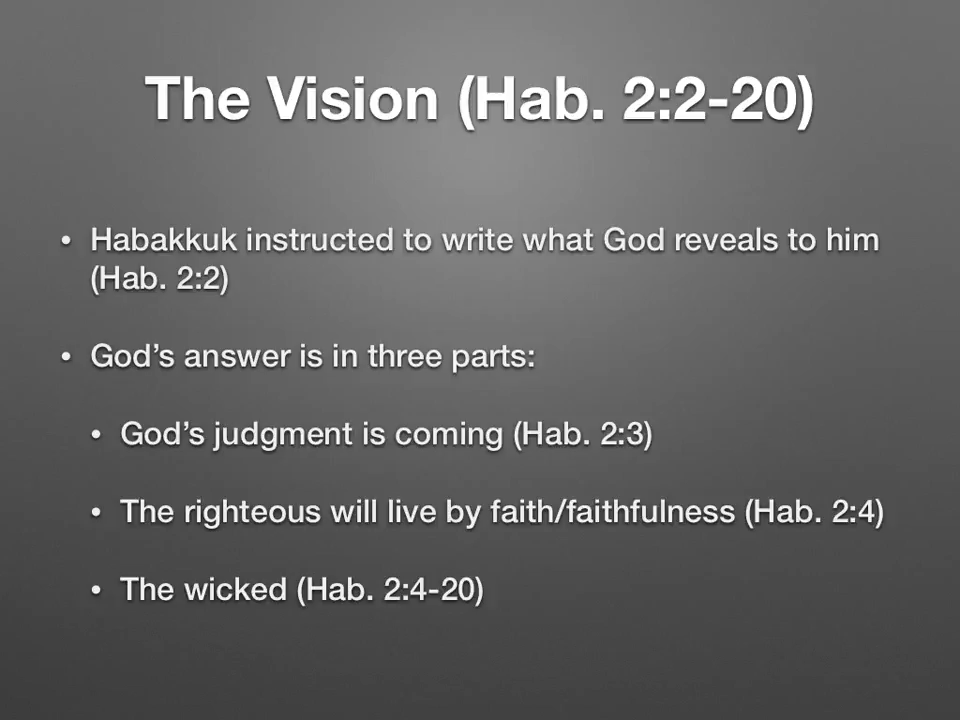 The Vision (Hab. 2:2-20)
• Habakkuk instructed to write what God reveals to him
(Hab. 2:2)
• God’s answer is in three parts:
• God’s judgment is coming (Hab. 2:3)
• The righteous will live by faith/faithfulness (Hab. 2:4)
• The wicked (Hab. 2:4-20)